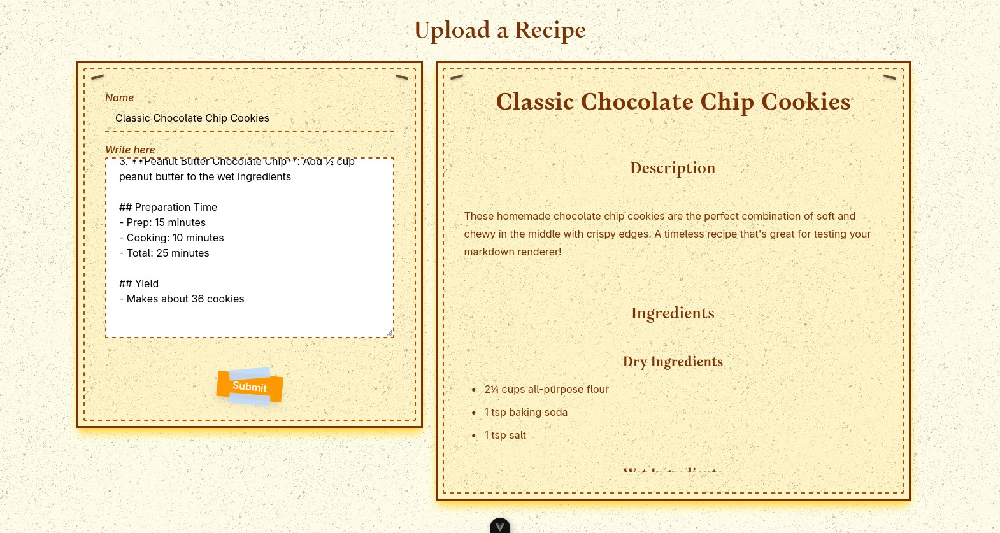 Upload a Recipe
Name
Classic Chocolate Chip Cookies
Write here
3. **Peanut Butter Chocolate Chip**: Add ½ cup
peanut butter to the wet ingredients
## Preparation Time
- Prep: 15 minutes
- Cooking: 10 minutes
- Total: 25 minutes
## Yield
- Makes about 36 cookies
Submit
Classic Chocolate Chip Cookies
Description
These homemade chocolate chip cookies are the perfect combination of soft and
chewy in the middle with crispy edges. A timeless recipe that's great for testing your
markdown renderer!
Ingredients
Dry Ingredients
• 2¼ cups all-purpose flour
• 1 tsp baking soda
• 1 tsp salt
Wet Ingredients